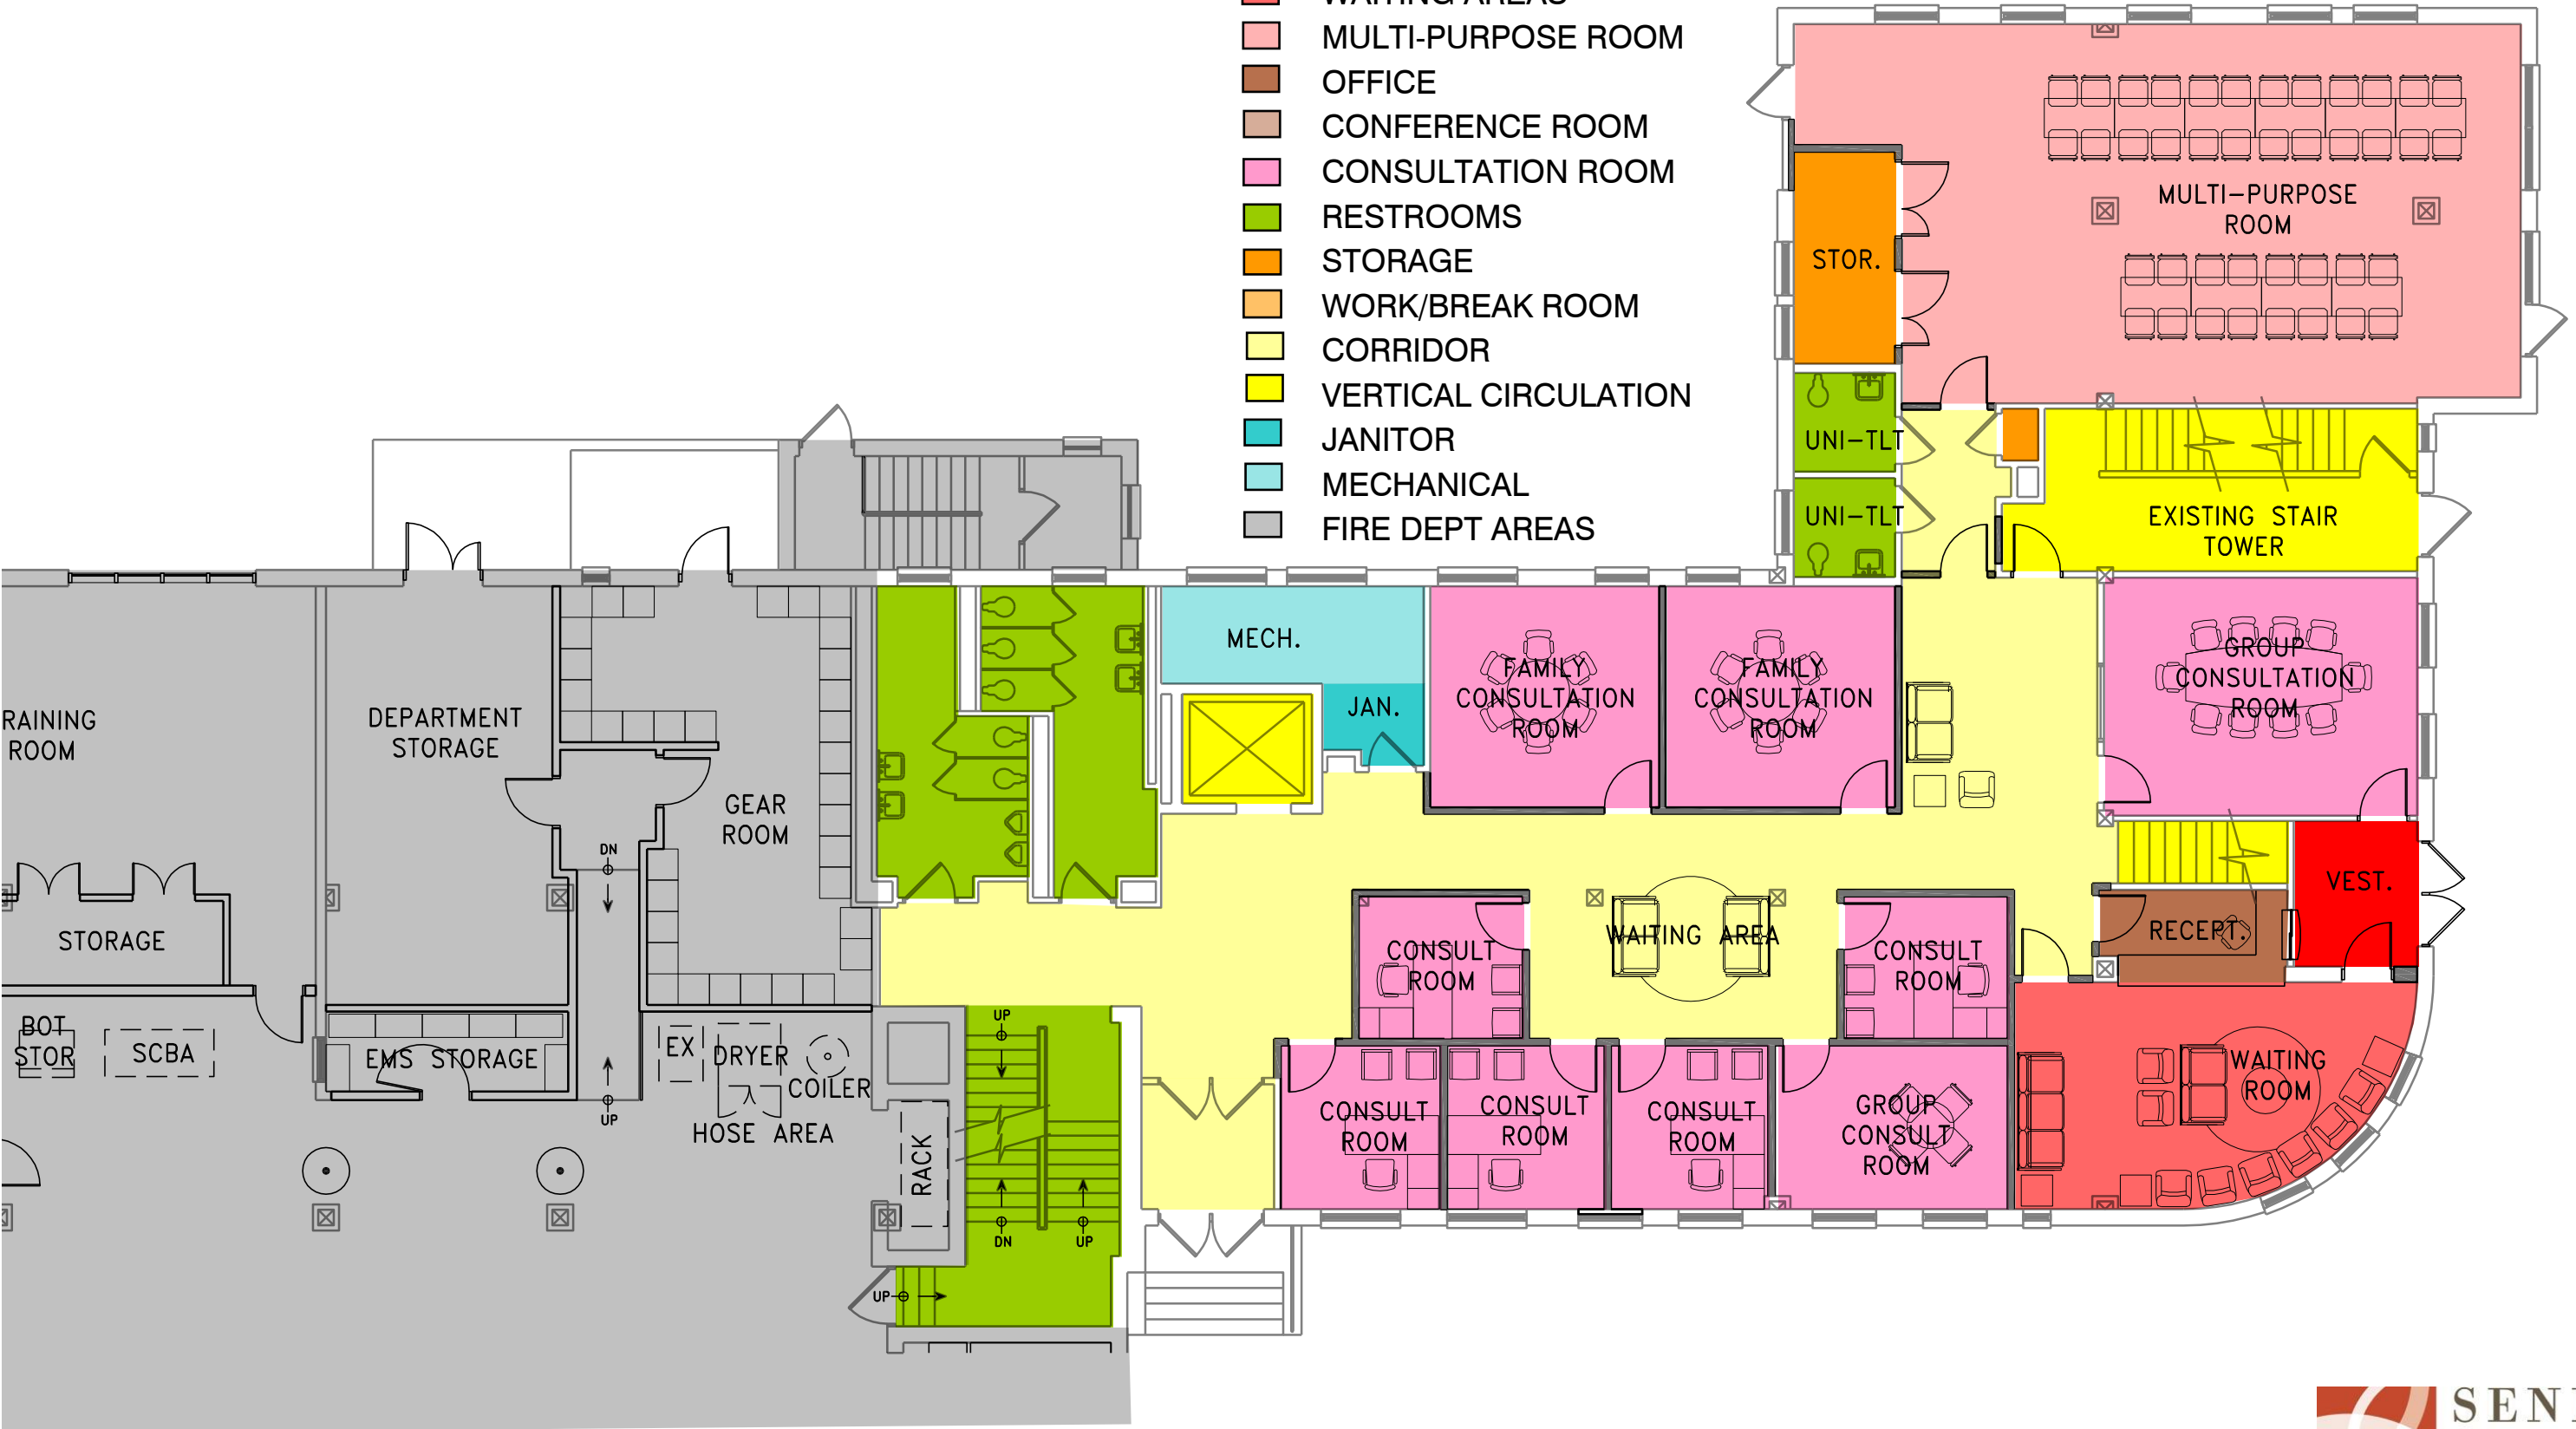 WAITING AREAS
MULTI-PURPOSE ROOM
OFFICE
CONFERENCE ROOM
CONSULTATION ROOM
RESTROOMS
STORAGE
WORK/BREAK ROOM
CORRIDOR
VERTICAL CIRCULATION
JANITOR
MECHANICAL
FIRE DEPT AREAS
MULTI-PURPOSE
ROOM
STOR.
UNI-TLT
UNI-TLT
EXISTING STAIR
TOWER
MECH.
JAN.
FAMILY
CONSULTATION
ROOM
FAMILY
CONSULTATION
ROOM
GROUP
CONSULTATION
ROOM
RAINING
ROOM
DEPARTMENT
STORAGE
GEAR
ROOM
DN
STORAGE
VEST.
RECEPT.
WAITING AREA
CONSULT
ROOM
CONSULT
ROOM
BOT
STOR
SCBA
EMS STORAGE
UP
EX
DRYER
COILER
HOSE AREA
RACK
UP
DN
UP
UP
CONSULT
ROOM
CONSULT
ROOM
CONSULT
ROOM
GROUP
CONSULT
ROOM
WAITING
ROOM
SEN